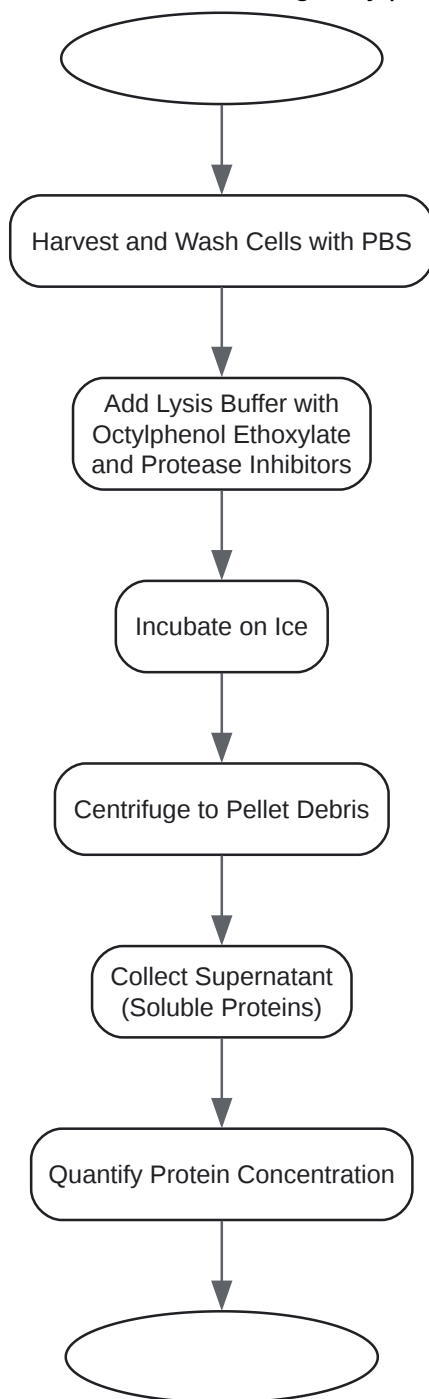 Harvest and Wash Cells with PBS
Add Lysis Buffer with
Octylphenol Ethoxylate
and Protease Inhibitors
Incubate on Ice
Centrifuge to Pellet Debris
Collect Supernatant
(Soluble Proteins)
Quantify Protein Concentration